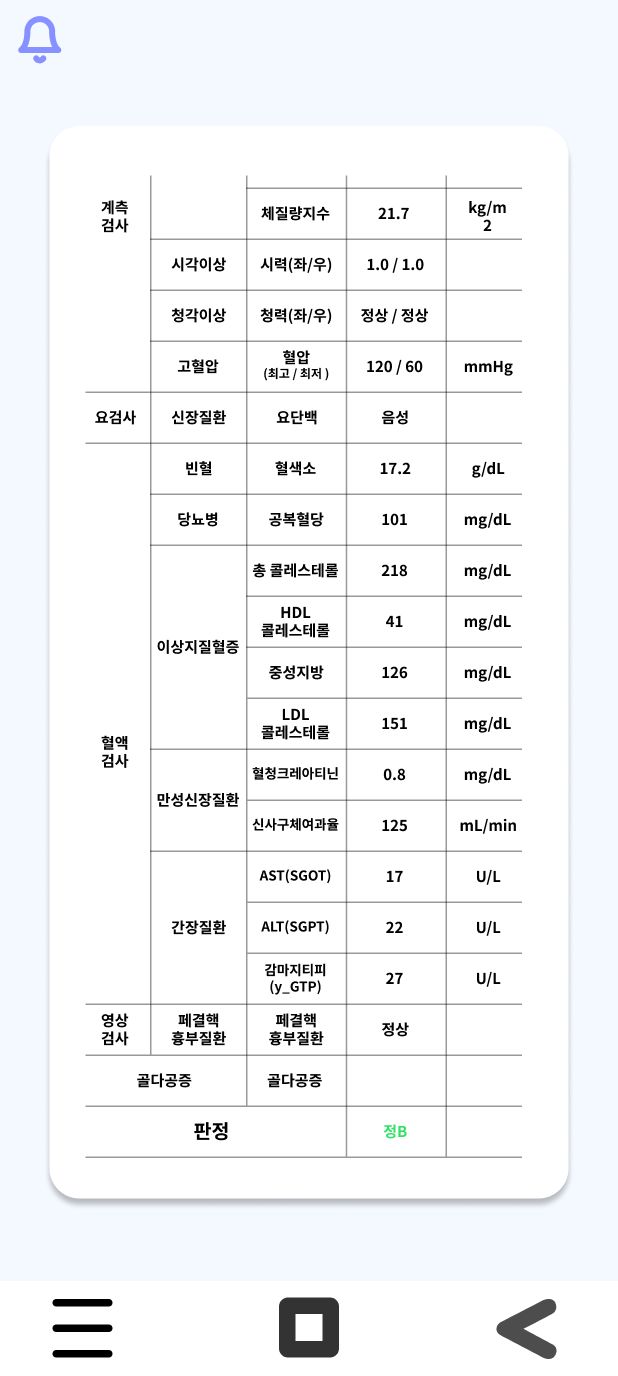 계측
검사
체질량지수 21.7 kg/m
2
시각이상 시력(좌/우) 1.0 / 1.0
청각이상 청력(좌/우) 정상 / 정상
고혈압 혈압
(최고 / 최저 ) 120 / 60 mmHg
요검사 신장질환 요단백 음성
혈액
검사
빈혈 혈색소 17.2 g/dL
당뇨병 공복혈당 101 mg/dL
이상지질혈증
총 콜레스테롤 218 mg/dL
HDL
콜레스테롤 41 mg/dL
중성지방 126 mg/dL
LDL
콜레스테롤 151 mg/dL
만성신장질환
혈청크레아티닌 0.8 mg/dL
신사구체여과율 125 mL/min
간장질환
AST(SGOT) 17 U/L
ALT(SGPT) 22 U/L
감마지티피
(y_GTP) 27 U/L
영상
검사
페결핵
흉부질환
페결핵
흉부질환
정상
골다공증 골다공증
판정 정B